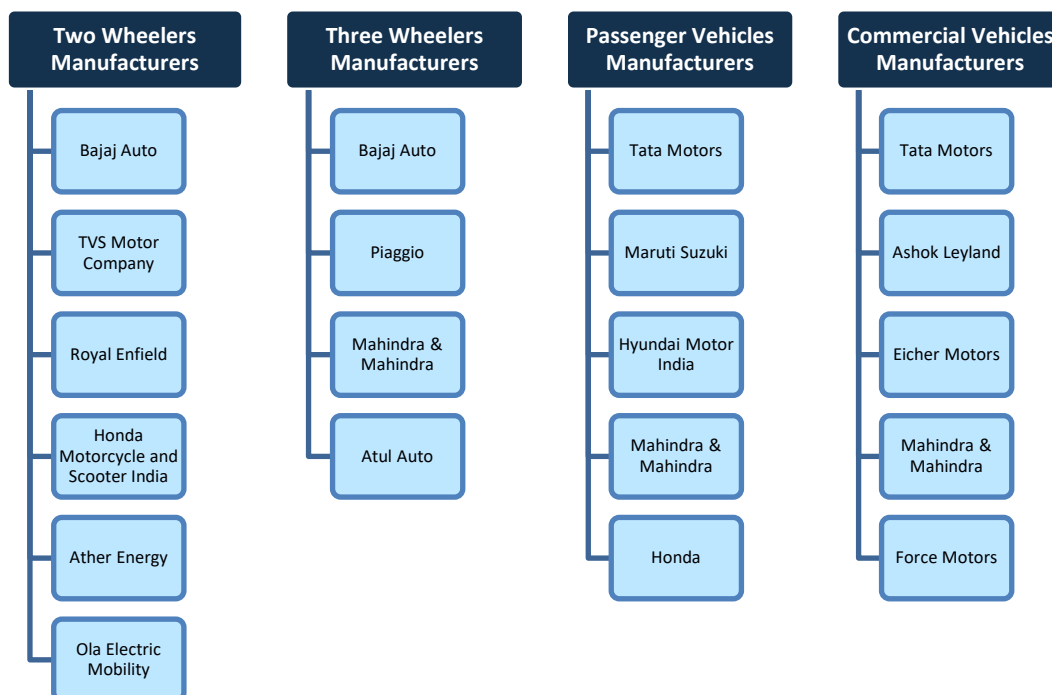 Two Wheelers
Manufacturers
Bajaj Auto
TVS Motor
Company
Royal Enfield
Honda
Motorcycle and
Scooter India
Ather Energy
Ola Electric
Mobility
Three Wheelers
Manufacturers
Bajaj Auto
Piaggio
Mahindra &
Mahindra
Atul Auto
Passenger Vehicles
Manufacturers
Tata Motors
Maruti Suzuki
Hyundai Motor
India
Mahindra &
Mahindra
Honda
Commercial Vehicles
Manufacturers
Tata Motors
Ashok Leyland
Eicher Motors
Mahindra &
Mahindra
Force Motors